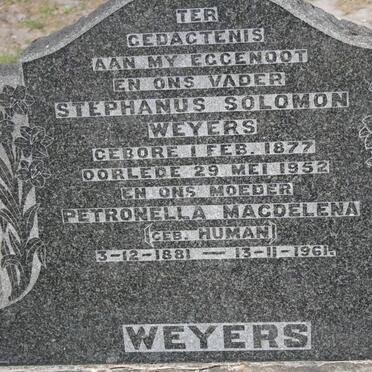 TER
GEDACTENIS
AAN MY EGGENOOT
EN ONS VADER
STEPHANUS SOLOMON
WEYERS
GEBORE 1 FEB. 1877
OORLEDE 29 MEI 1952
EN ONS MOEDER
PETRONELLA MAGDELENA
(GEB. HUMAN)
3-12-1881 — 13-11-1961.
WEYERS